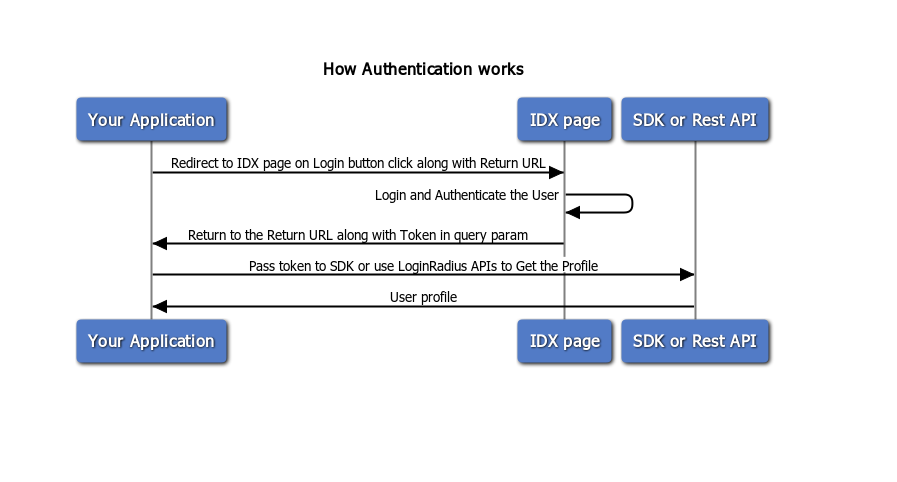 How Authentication works
Your Application
IDX page
SDK or Rest API
Redirect to IDX page on Login button click along with Return URL
Login and Authenticate the User
Return to the Return URL along with Token in query param
Pass token to SDK or use LoginRadius APIs to Get the Profile
User profile
Your Application
IDX page
SDK or Rest API